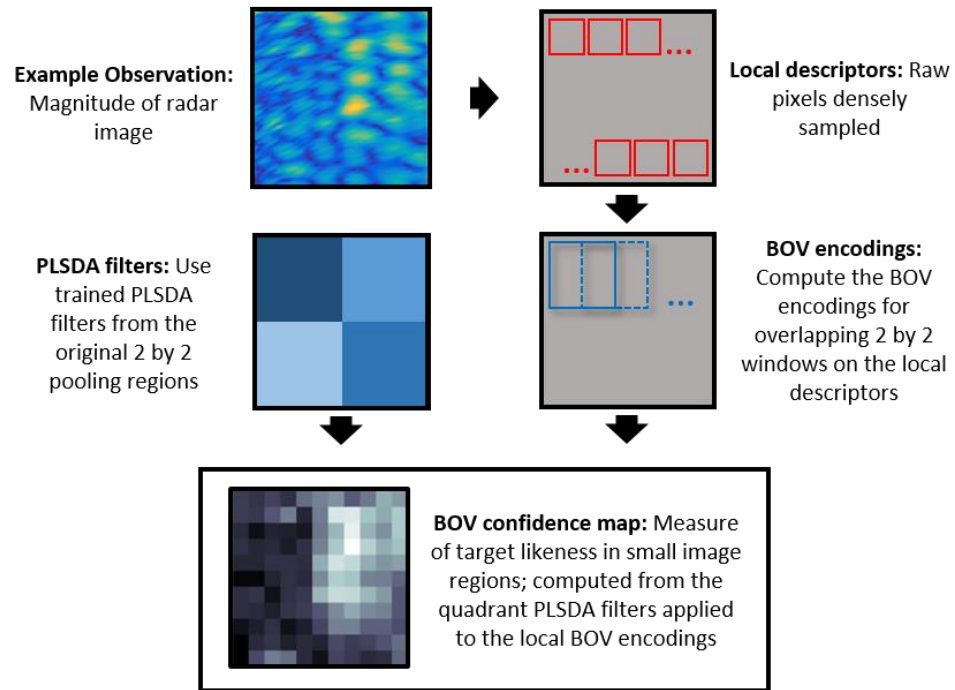 Example Observation:
Magnitude of radar
image
Local descriptors: Raw
pixels densely
sampled
...
...
PLSDA filters: Use
trained PLSDA
filters from the
original 2 by 2
pooling regions
BOV encodings:
Compute the BOV
encodings for
overlapping 2 by 2
windows on the local
descriptors
...
BOV confidence map: Measure
of target likeness in small image
regions; computed from the
quadrant PLSDA filters applied
to the local BOV encodings